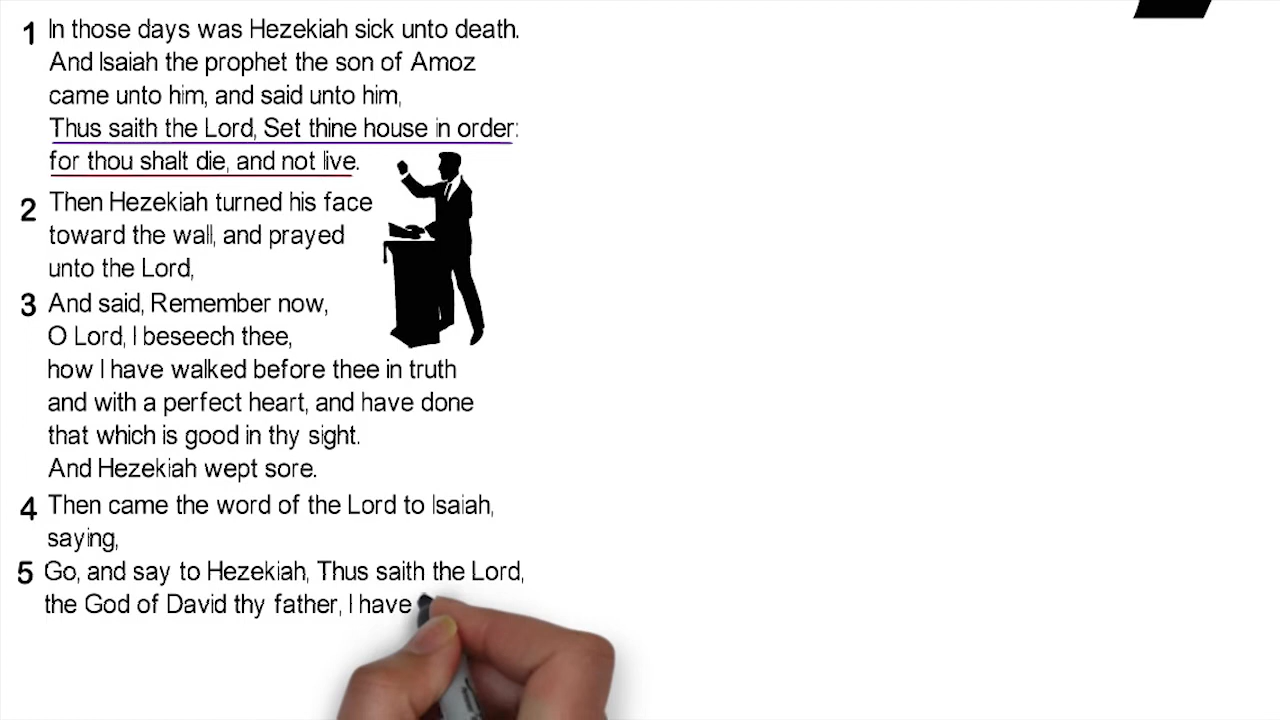 1 In those days was Hezekiah sick unto death.
And Isaiah the prophet the son of Amoz
came unto him, and said unto him,
Thus saith the Lord, Set thine house in order:
for thou shalt die, and not live.
2 Then Hezekiah turned his face
toward the wall, and prayed
unto the Lord,
3 And said, Remember now,
O Lord, I beseech thee,
how I have walked before thee in truth
and with a perfect heart, and have done
that which is good in thy sight.
And Hezekiah wept sore.
4 Then came the word of the Lord to Isaiah,
saying,
5 Go, and say to Hezekiah, Thus saith the Lord,
the God of David thy father, I have